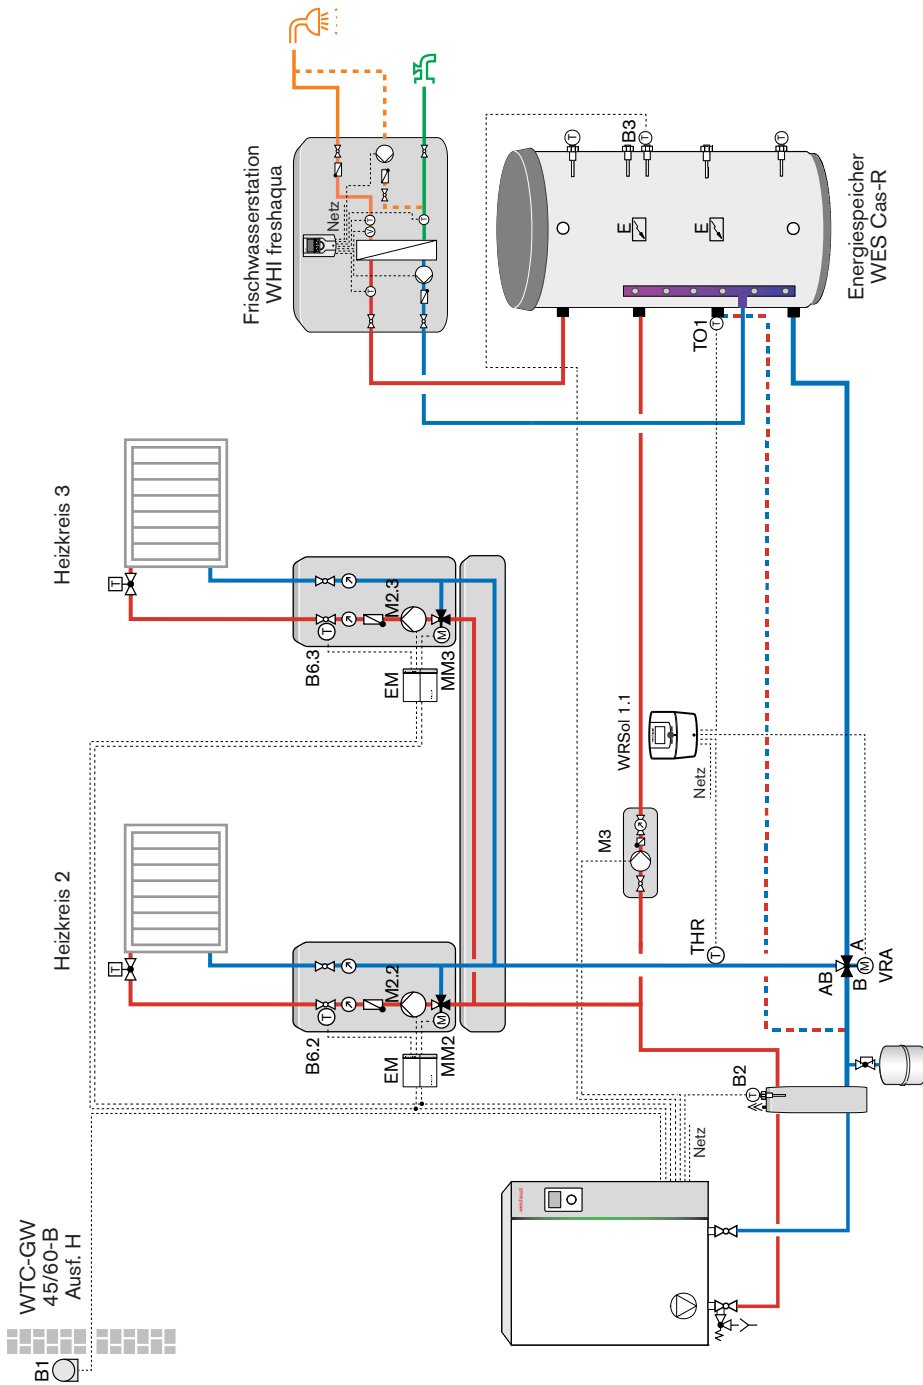 WTC-GW
45/60-B
Ausf. H
B1
Heizkreis 2
T
B6.2
T
M2.2
EM
MM2
M
Heizkreis 3
T
B6.3
T
M2.3
EM
MM3
M
Frischwasserstation
WHI freshaqua
Netz
T
V
T
T
M3
WRSol 1.1
Netz
THR
T
TO1
T
B3
T
T
T
E
E
Energiespeicher
WES Cas-R
B2
T
Netz
AB
A
B
M
VRA